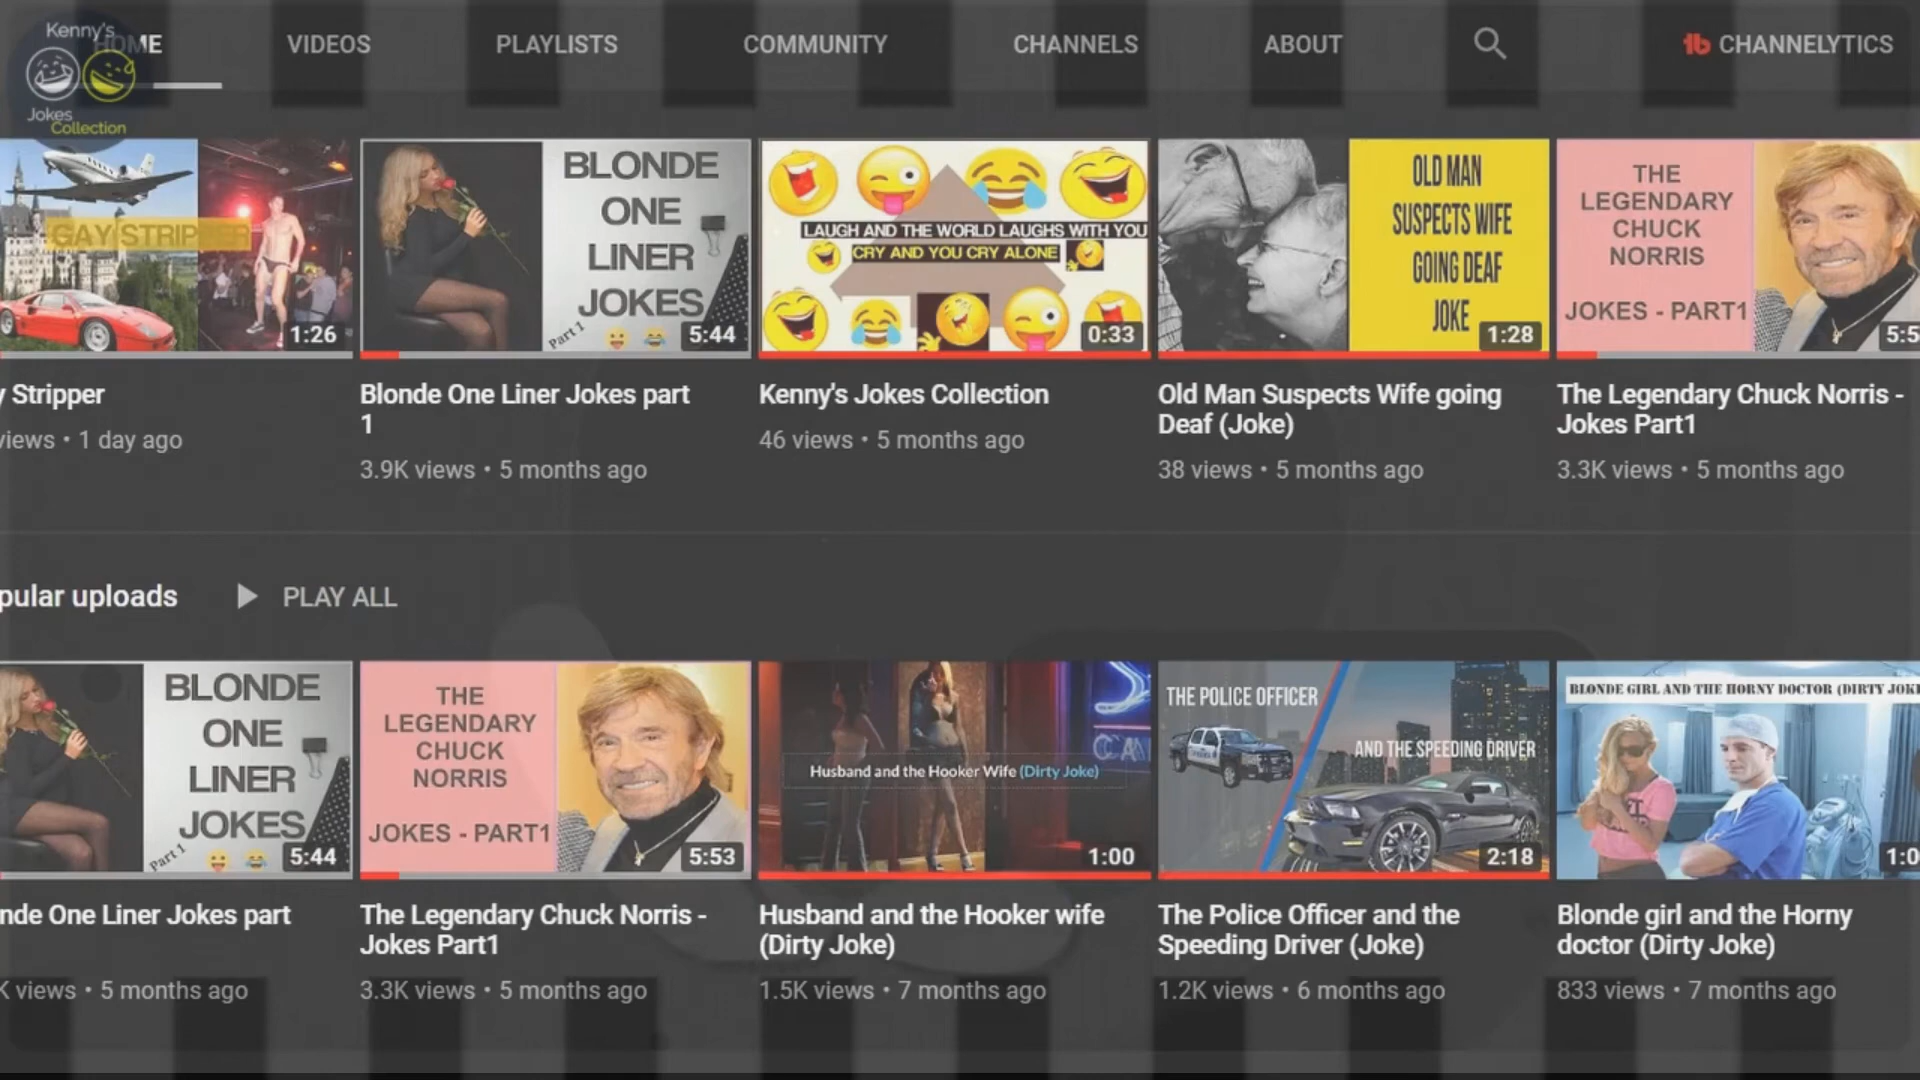 Kenny's
Jokes
Collection
HOME
VIDEOS
PLAYLISTS
COMMUNITY
CHANNELS
ABOUT
CHANNELYTICS
GAY STRIPPER
1:26
BLONDE
ONE
LINER
JOKES
Part 1
5:44
LAUGH AND THE WORLD LAUGHS WITH YOU
CRY AND YOU CRY ALONE
0:33
OLD MAN
SUSPECTS WIFE
GOING DEAF
JOKE
1:28
THE
LEGENDARY
CHUCK
NORRIS
JOKES - PART1
5:5
y Stripper
views • 1 day ago
Blonde One Liner Jokes part
1
3.9K views • 5 months ago
Kenny's Jokes Collection
46 views • 5 months ago
Old Man Suspects Wife going
Deaf (Joke)
38 views • 5 months ago
The Legendary Chuck Norris -
Jokes Part1
3.3K views • 5 months ago
pular uploads
PLAY ALL
BLONDE
ONE
LINER
JOKES
Part 1
5:44
THE
LEGENDARY
CHUCK
NORRIS
JOKES - PART1
5:53
Husband and the Hooker Wife (Dirty Joke)
1:00
THE POLICE OFFICER
AND THE SPEEDING DRIVER
2:18
BLONDE GIRL AND THE HORNY DOCTOR (DIRTY JOKE
1:0
nde One Liner Jokes part
K views • 5 months ago
The Legendary Chuck Norris -
Jokes Part1
3.3K views • 5 months ago
Husband and the Hooker wife
(Dirty Joke)
1.5K views • 7 months ago
The Police Officer and the
Speeding Driver (Joke)
1.2K views • 6 months ago
Blonde girl and the Horny
doctor (Dirty Joke)
833 views • 7 months ago